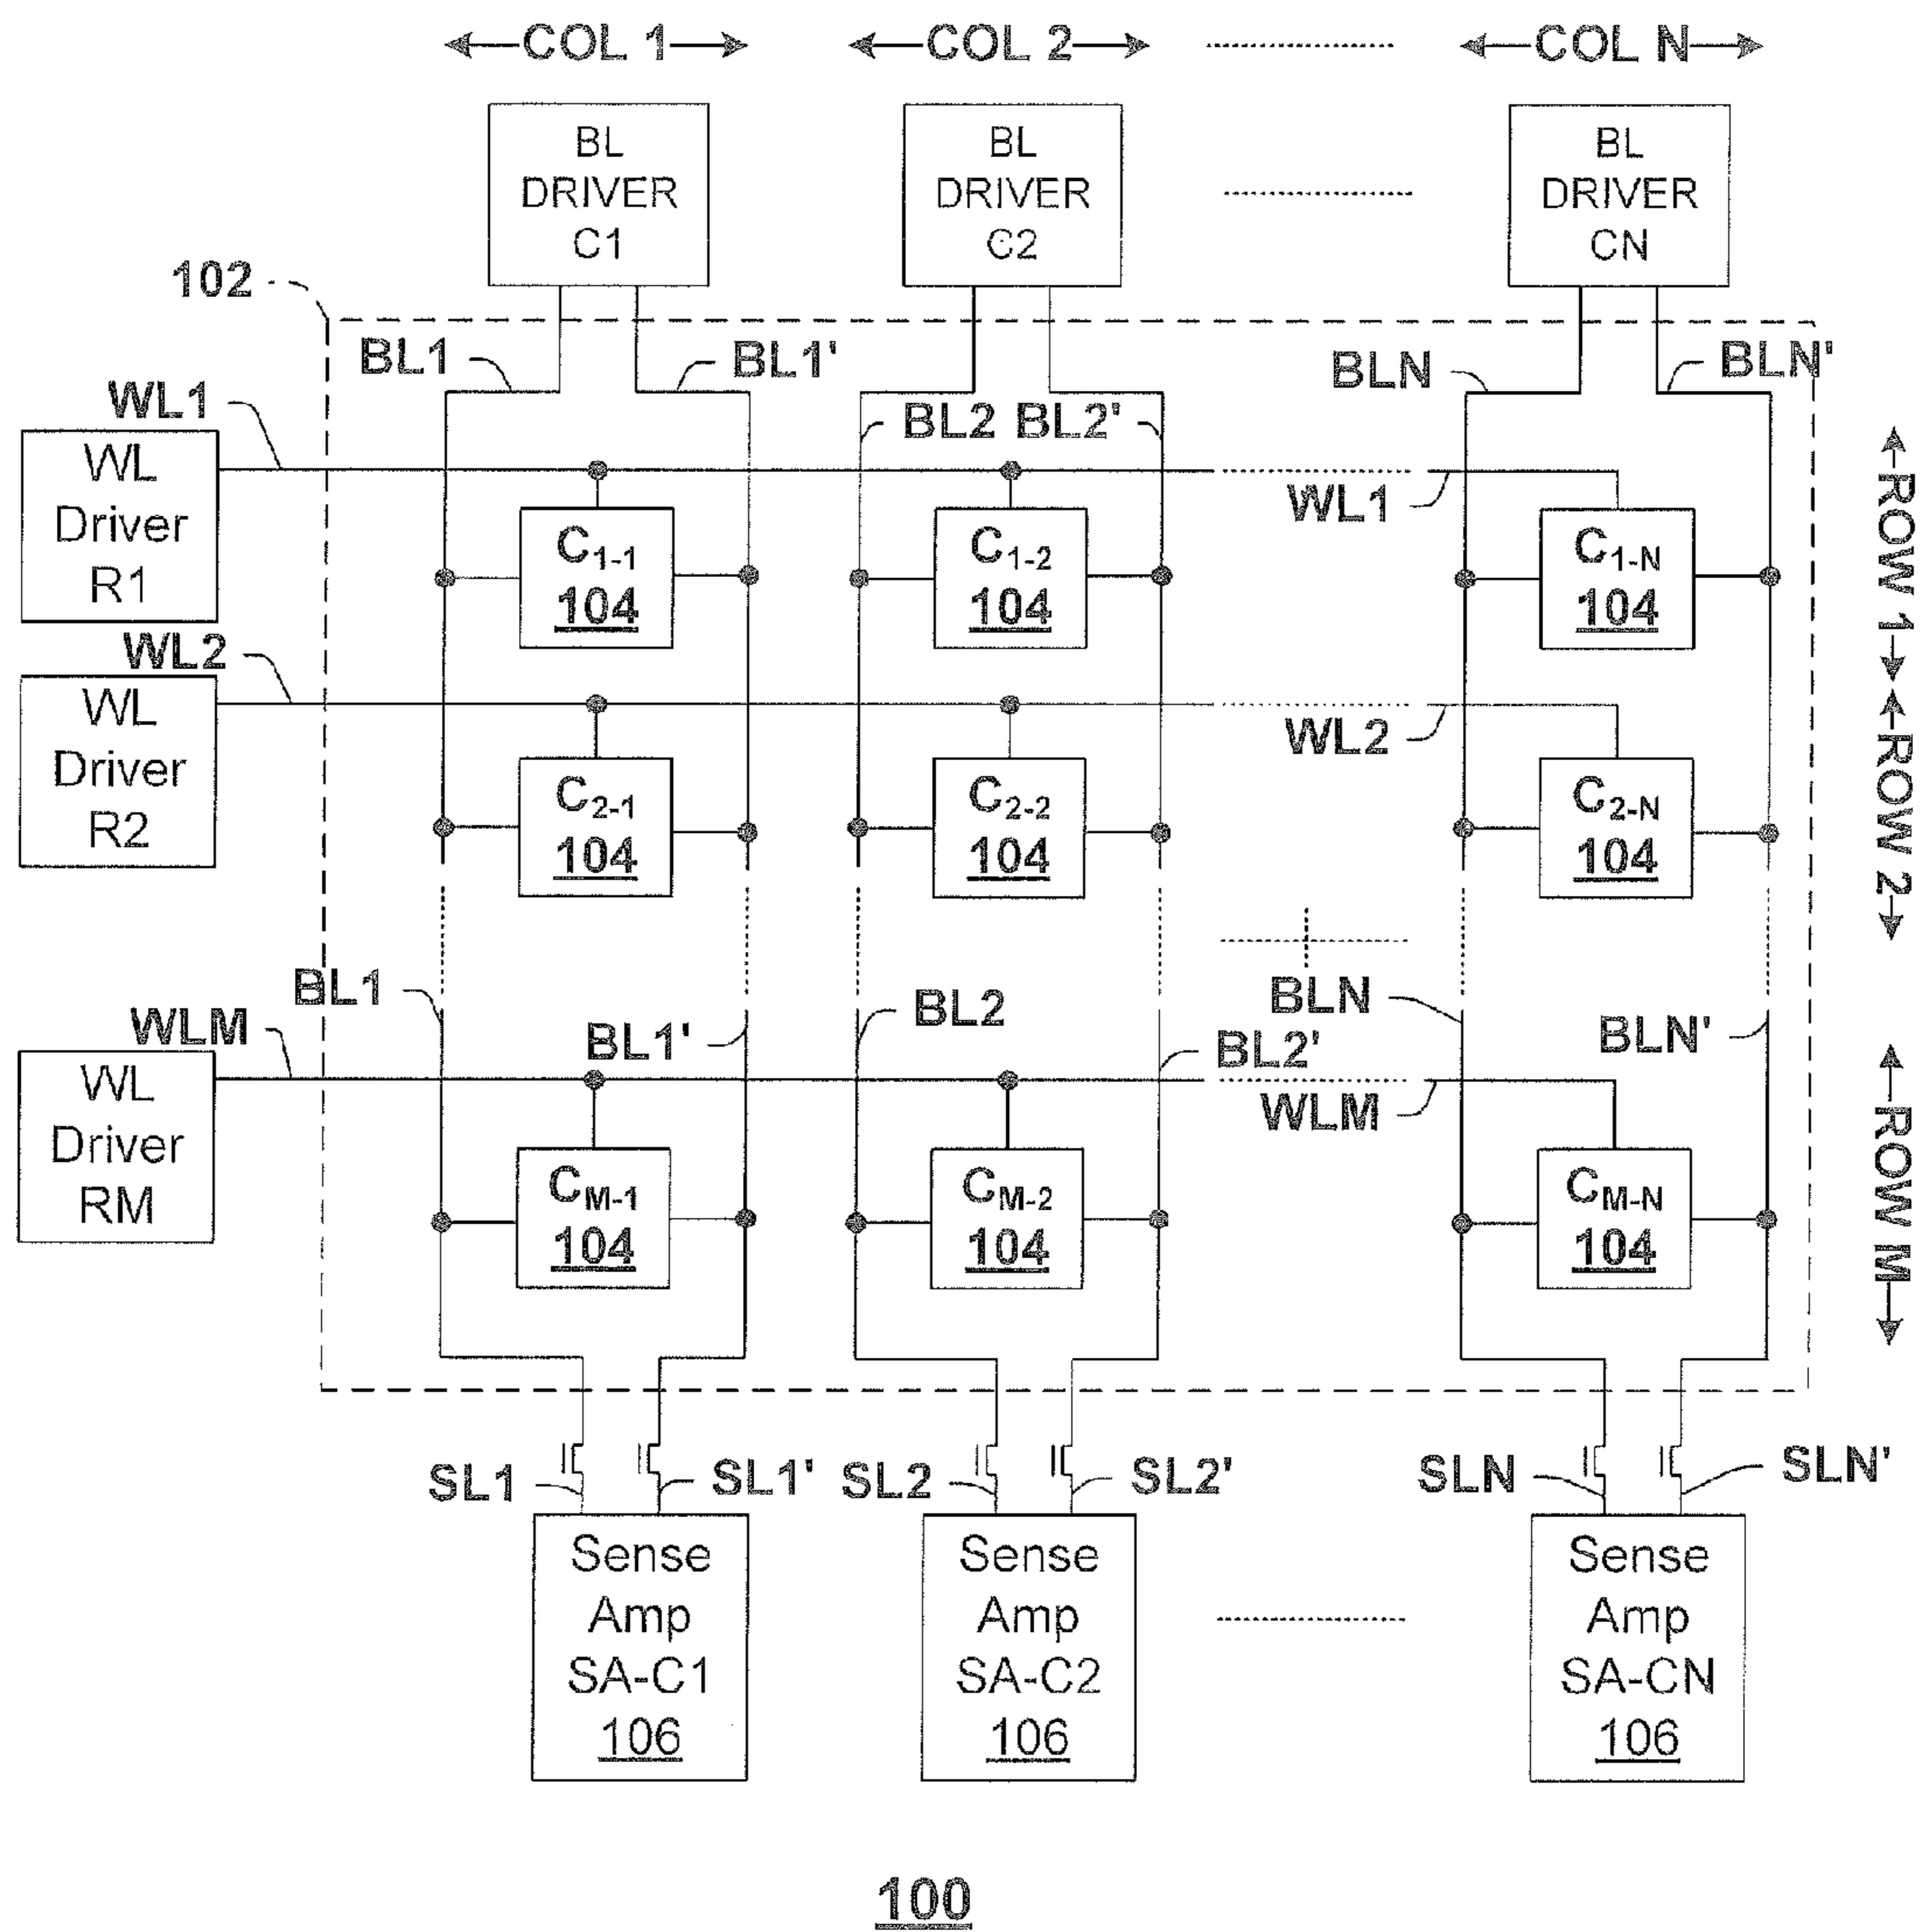 COL 1 COL 2 COL N
BL
DRIVER
C1
BL
DRIVER
C2
BL
DRIVER
CN
102
BL1
BL1'
BLN
BLN'
WL1
BL2 BL2'
WL
Driver
R1
WL1
C1-1
104
C1-2
104
C1-N
104
ROW 1
WL2
WL
Driver
R2
WL2
C2-1
104
C2-2
104
C2-N
104
ROW 2
BL1
BL1'
BL2
BL2'
BLN
BLN'
WLM
WL
Driver
RM
WLM
CM-1
104
CM-2
104
CM-N
104
ROW M
SL1
SL1'
SL2
SL2'
SLN
SLN'
Sense
Amp
SA-C1
106
Sense
Amp
SA-C2
106
Sense
Amp
SA-CN
106
100